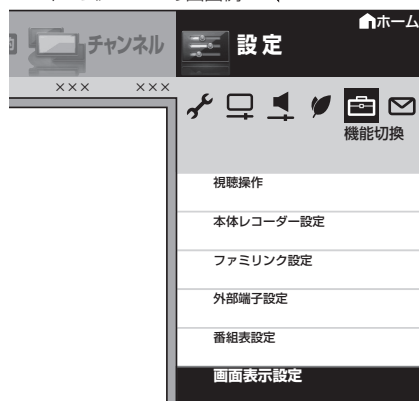 ホーム
チャンネル
設定
××× ×××
機能切換
視聴操作
本体レコーダー設定
ファミリンク設定
外部端子設定
番組表設定
画面表示設定